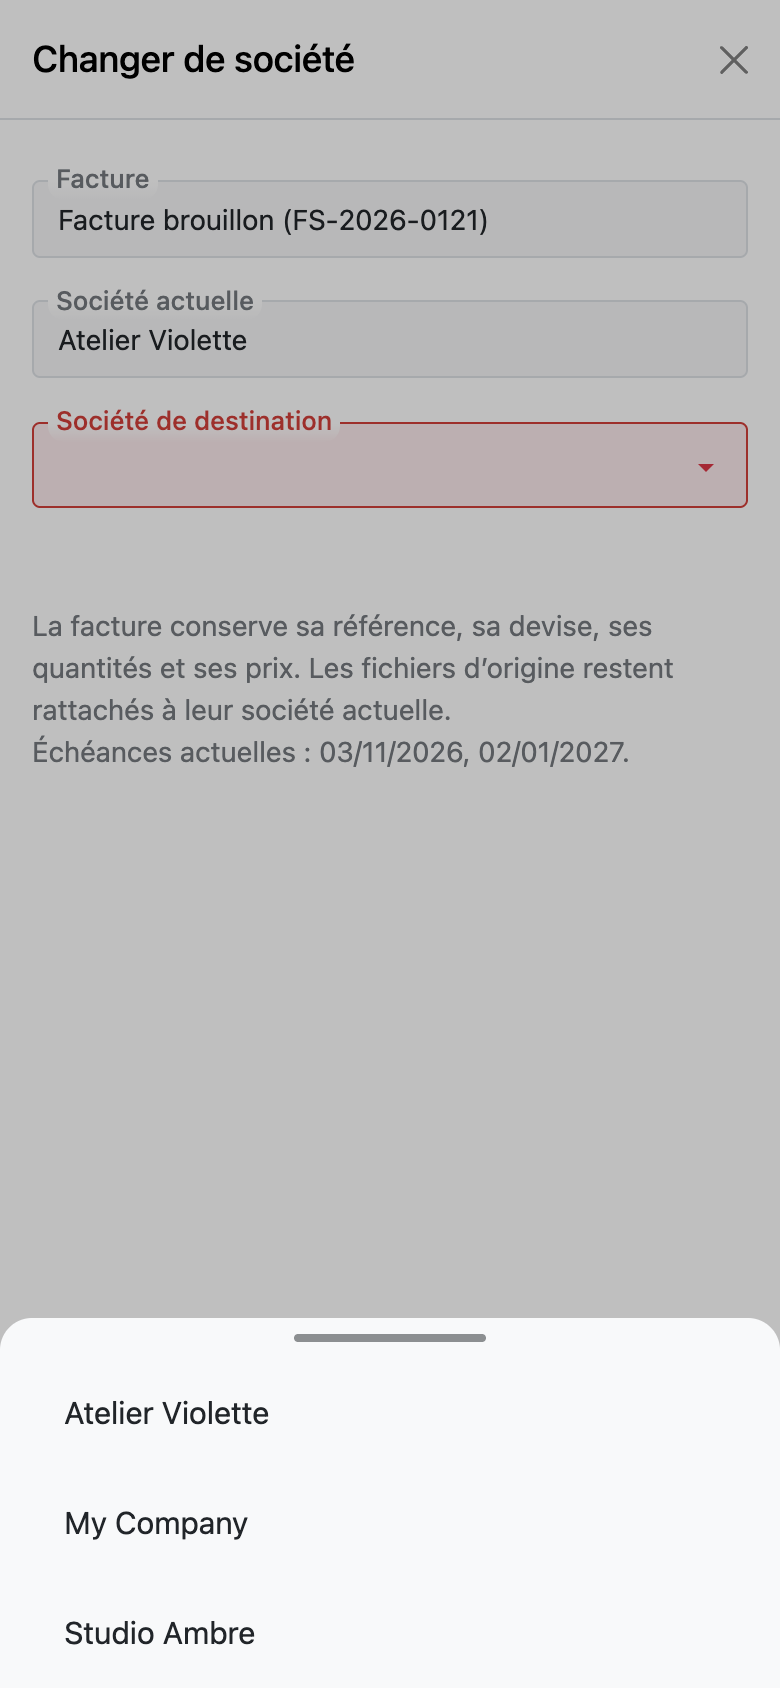 Changer de société
Facture
Facture brouillon (FS-2026-0121)
Société actuelle
Atelier Violette
Société de destination
La facture conserve sa référence, sa devise, ses
quantités et ses prix. Les fichiers d’origine restent
rattachés à leur société actuelle.
Échéances actuelles : 03/11/2026, 02/01/2027.
Atelier Violette
My Company
Studio Ambre